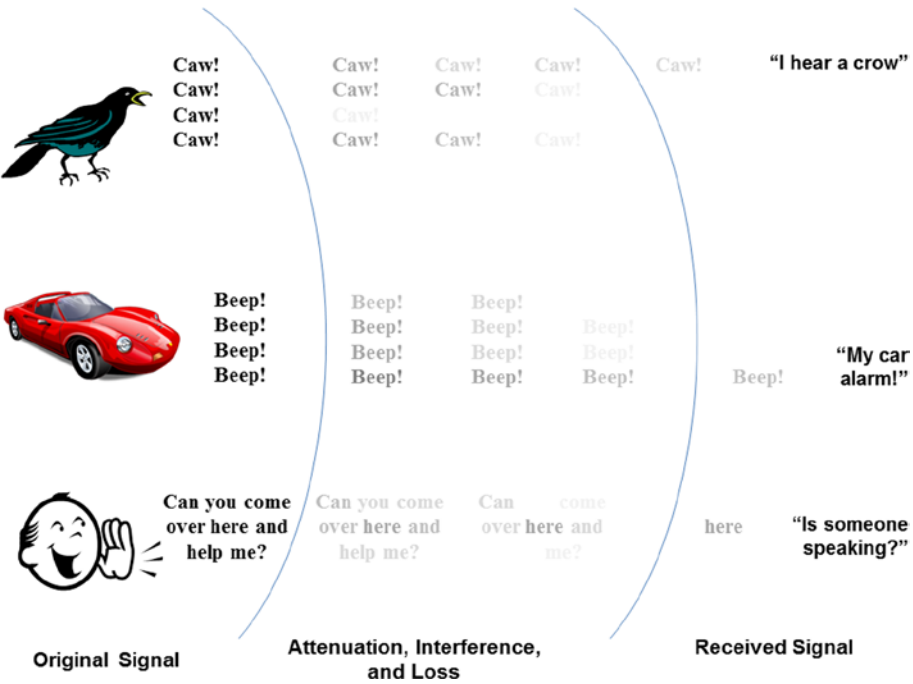 Caw! Caw! Caw! Caw! Caw! “I hear a crow”
Caw! Caw! Caw! Caw!
Caw! Caw!
Caw! Caw! Caw! Caw!
Beep! Beep! Beep!
Beep! Beep! Beep! Beep!
Beep! Beep! Beep! Beep! “My car
Beep! Beep! Beep! Beep! Beep! alarm!”
Can you come Can you come Can come
over here and over here and over here and here “Is someone
help me? help me? me? speaking?”
Original Signal Attenuation, Interference, Received Signal
and Loss